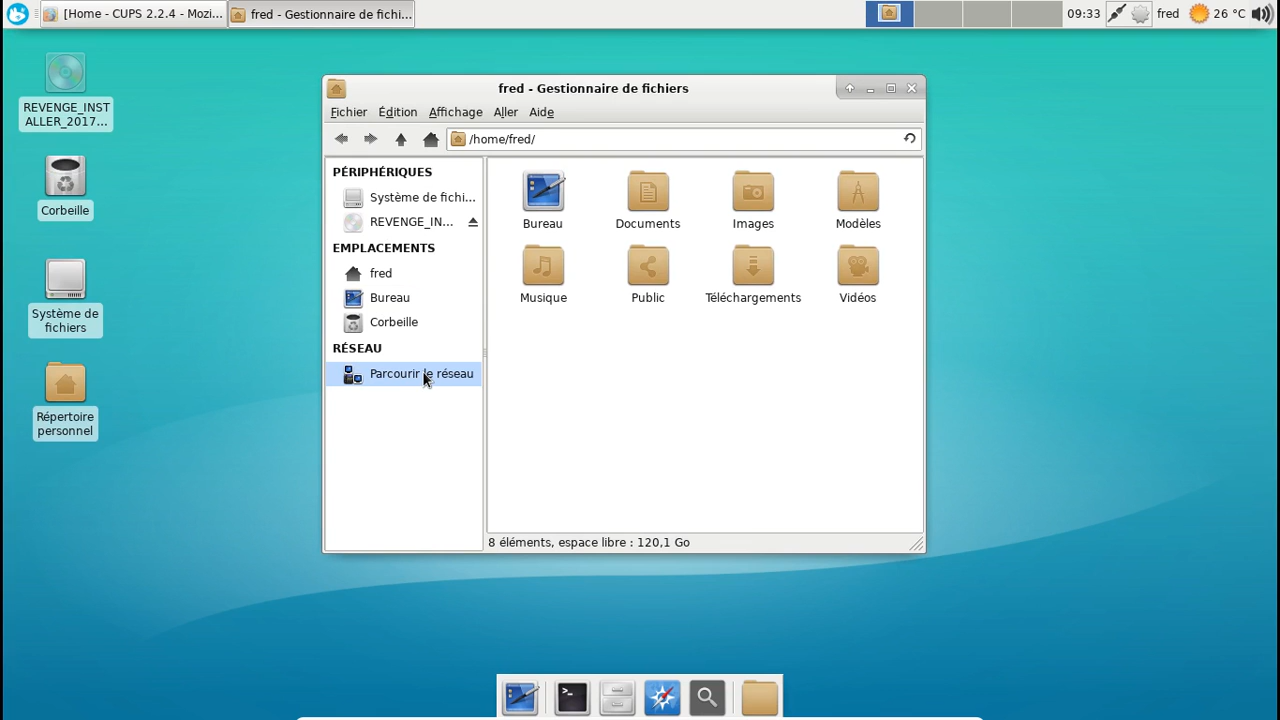 [Home - CUPS 2.2.4 - Mozi...
fred - Gestionnaire de fichi...
09:33
fred
26 °C
REVENGE_INST
ALLER_2017...
Corbeille
Système de
fichiers
Répertoire
personnel
fred - Gestionnaire de fichiers
Fichier Édition Affichage Aller Aide
/home/fred/
PÉRIPHÉRIQUES
Système de fichi...
REVENGE_IN...
EMPLACEMENTS
fred
Bureau
Corbeille
RÉSEAU
Parcourir le réseau
Bureau Documents Images Modèles
Musique Public Téléchargements Vidéos
8 éléments, espace libre : 120,1 Go